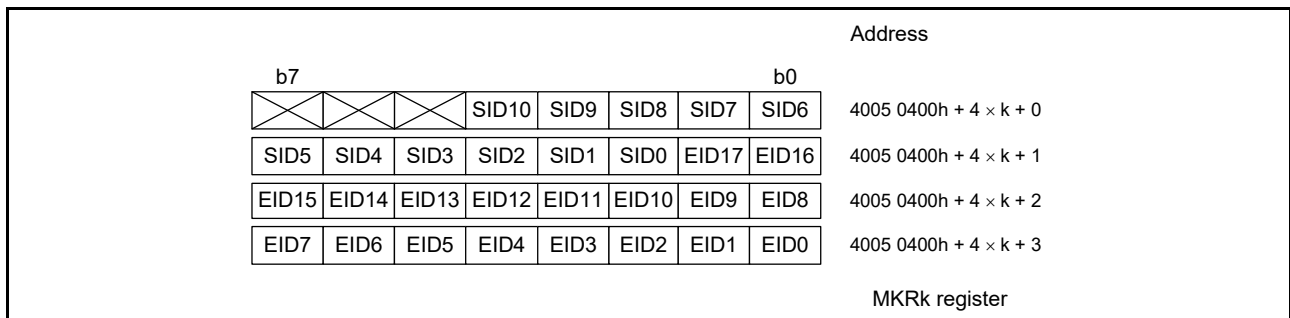 Address
b7 b0
SID10 SID9 SID8 SID7 SID6 4005 0400h + 4 × k + 0
SID5 SID4 SID3 SID2 SID1 SID0 EID17 EID16 4005 0400h + 4 × k + 1
EID15 EID14 EID13 EID12 EID11 EID10 EID9 EID8 4005 0400h + 4 × k + 2
EID7 EID6 EID5 EID4 EID3 EID2 EID1 EID0 4005 0400h + 4 × k + 3
MKRk register